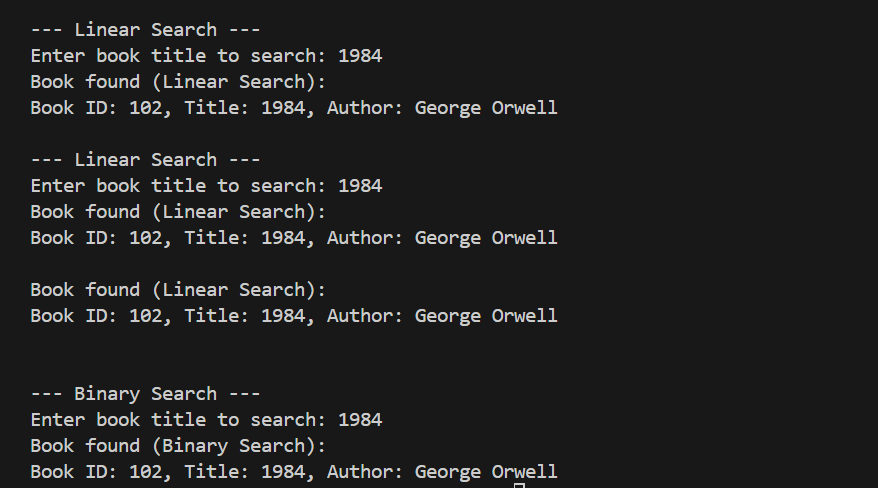 --- Linear Search ---
Enter book title to search: 1984
Book found (Linear Search):
Book ID: 102, Title: 1984, Author: George Orwell
--- Linear Search ---
Enter book title to search: 1984
Book found (Linear Search):
Book ID: 102, Title: 1984, Author: George Orwell
Book found (Linear Search):
Book ID: 102, Title: 1984, Author: George Orwell
--- Binary Search ---
Enter book title to search: 1984
Book found (Binary Search):
Book ID: 102, Title: 1984, Author: George Orwell